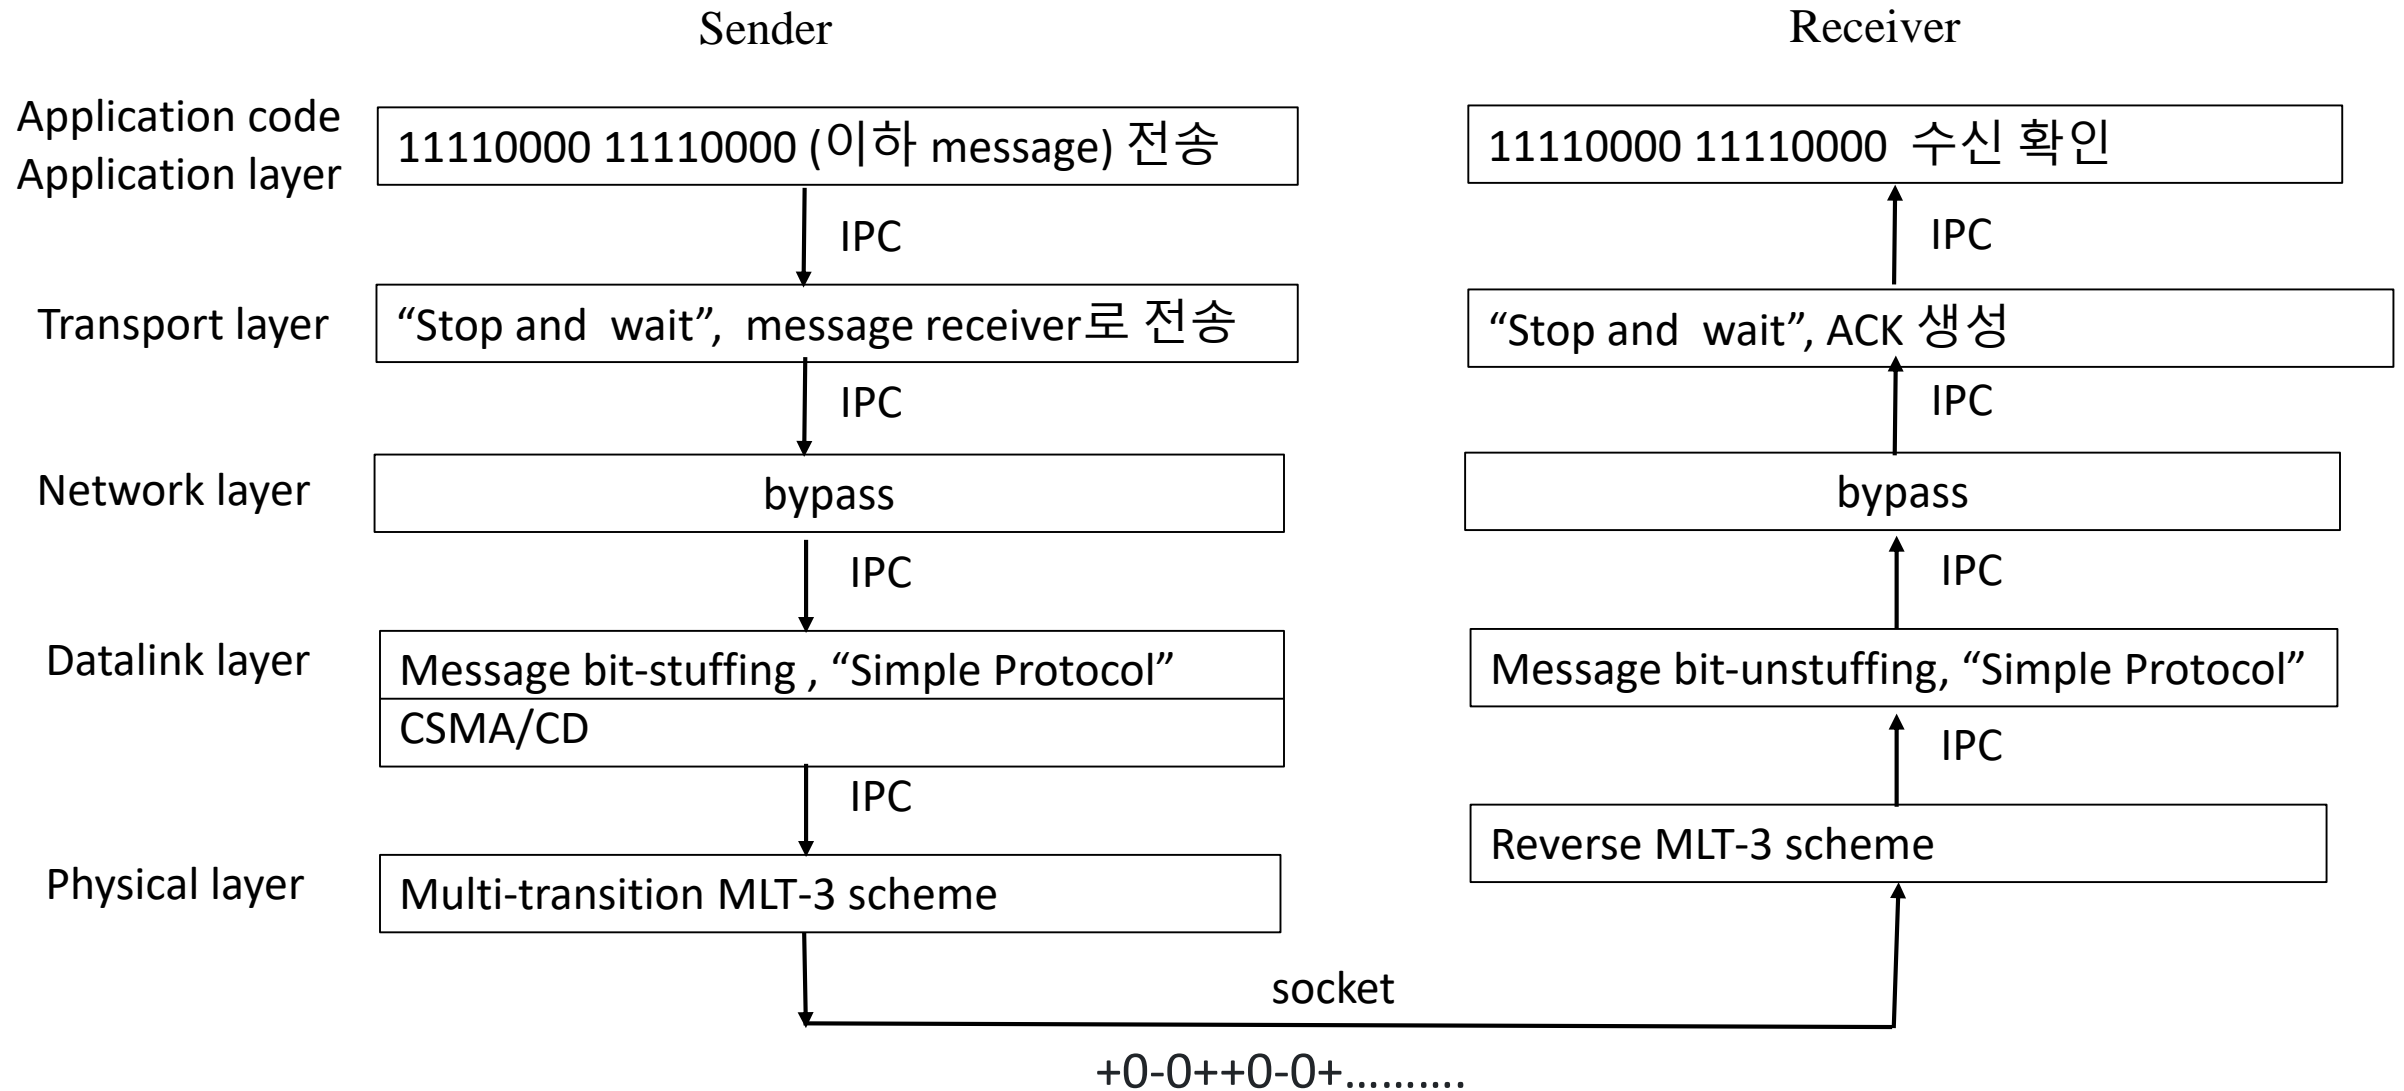 Sender
Receiver
Application code
Application layer
11110000 11110000 (이하 message) 전송
11110000 11110000 수신 확인
IPC
IPC
Transport layer
“Stop and wait”, message receiver로 전송
“Stop and wait”, ACK 생성
IPC
IPC
Network layer
bypass
bypass
IPC
IPC
Datalink layer
Message bit-stuffing , “Simple Protocol”
CSMA/CD
Message bit-unstuffing, “Simple Protocol”
IPC
IPC
Physical layer
Multi-transition MLT-3 scheme
Reverse MLT-3 scheme
socket
+0-0++0-0+..........